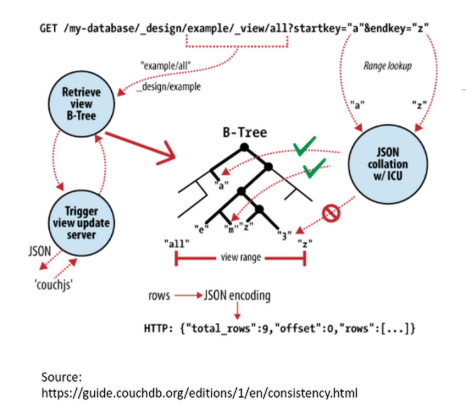 GET /my-database/_design/example/_view/all?startkey="a"&endkey="z"
"example/all"
_design/example
Range lookup
Retrieve
view
B-Tree
"a"
"z"
B-Tree
JSON
collation
w/ ICU
"a"
Trigger
view update
server
"e"
"m"
"z"
"3"
JSON
"all"
"z"
view range
'couchjs'
rows
JSON encoding
HTTP: {"total_rows":9,"offset":0,"rows":[...]}
Source:
https://guide.couchdb.org/editions/1/en/consistency.html